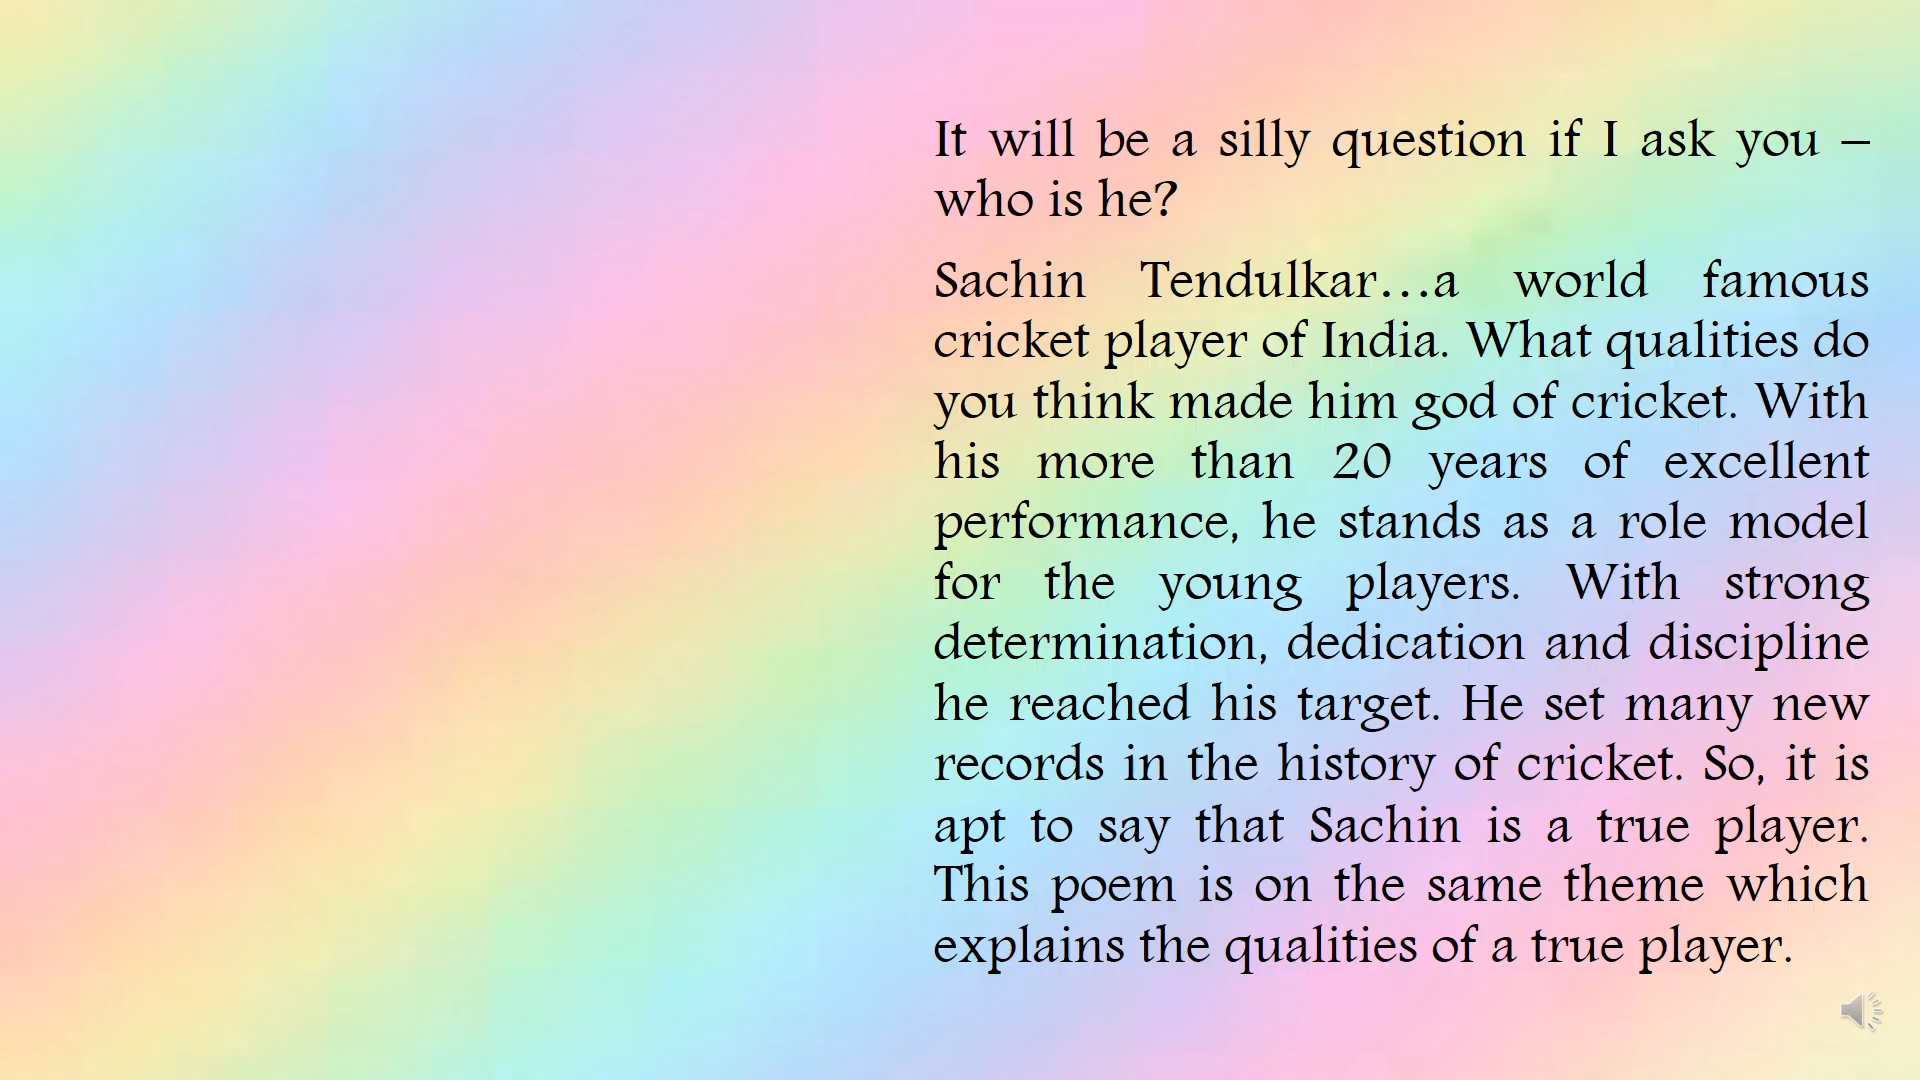 It will be a silly question if I ask you –
who is he?
Sachin Tendulkar…a world famous
cricket player of India. What qualities do
you think made him god of cricket. With
his more than 20 years of excellent
performance, he stands as a role model
for the young players. With strong
determination, dedication and discipline
he reached his target. He set many new
records in the history of cricket. So, it is
apt to say that Sachin is a true player.
This poem is on the same theme which
explains the qualities of a true player.